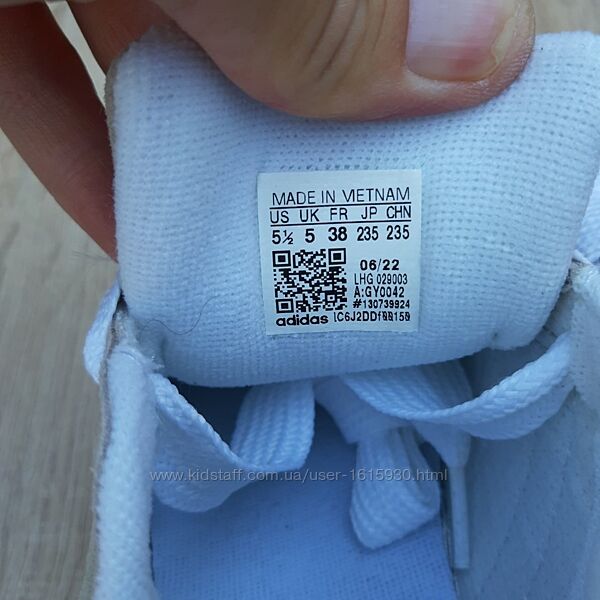 MADE IN VIETNAM
US UK FR JP CHN
5½ 5 38 235 235
06/22
LHG 029003
A:GY0042
#130739924
adidas
www.kidstaff.com.ua/user-1615930.html